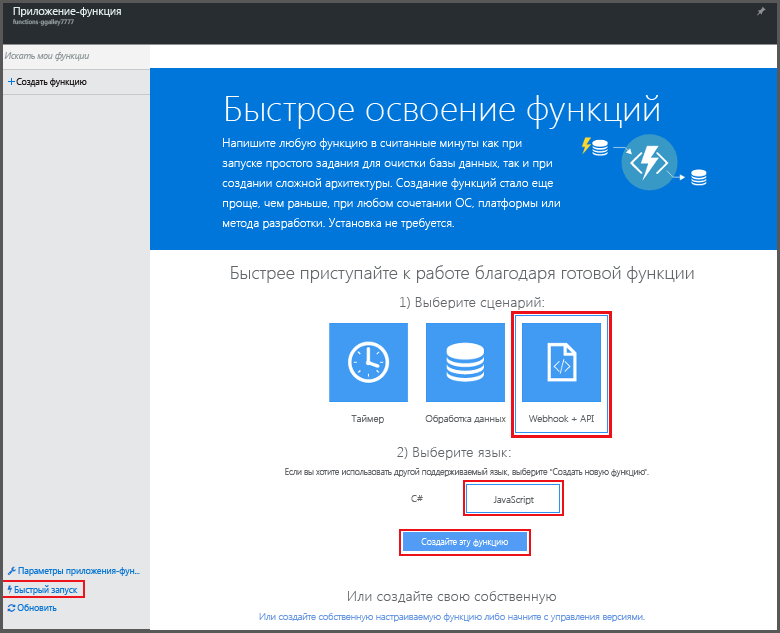 Приложение-функция
functions-ggailey7777
Искать мои функции
+Создать функцию
Быстрое освоение функций
Напишите любую функцию в считанные минуты как при
запуске простого задания для очистки базы данных, так и при
создании сложной архитектуры. Создание функций стало еще
проще, чем раньше, при любом сочетании ОС, платформы или
метода разработки. Установка не требуется.
Быстрее приступайте к работе благодаря готовой функции
1) Выберите сценарий:
Таймер
Обработка данных
Webhook + API
2) Выберите язык:
Если вы хотите использовать другой поддерживаемый язык, выберите "Создать новую функцию".
C#
JavaScript
Создайте эту функцию
Параметры приложения-фун...
Быстрый запуск
Обновить
Или создайте свою собственную
Или создайте собственную настраиваемую функцию либо начните с управления версиями.